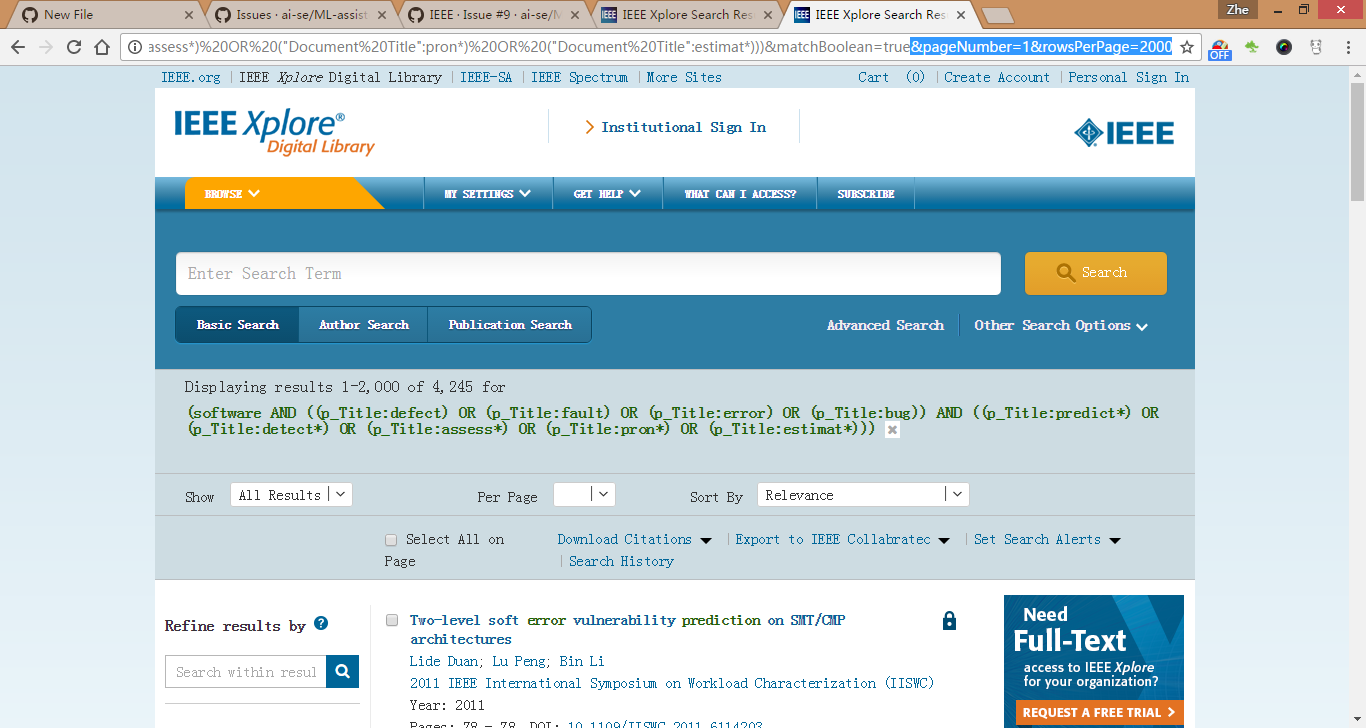 New File
Issues · ai-se/ML-assist
IEEE · Issue #9 · ai-se/M
IEEE Xplore Search Res
IEEE Xplore Search Res
Zhe
assess*)%20OR%20("Document%20Title":pron*)%20OR%20("Document%20Title":estimat*)))&matchBoolean=true&pageNumber=1&rowsPerPage=2000
OFF
IEEE.org | IEEE Xplore Digital Library | IEEE-SA | IEEE Spectrum | More Sites
Cart (0) | Create Account | Personal Sign In
IEEE Xplore®
Digital Library
Institutional Sign In
IEEE
BROWSE
MY SETTINGS
GET HELP
WHAT CAN I ACCESS?
SUBSCRIBE
Enter Search Term
Search
Basic Search
Author Search
Publication Search
Advanced Search
Other Search Options
Displaying results 1-2,000 of 4,245 for
(software AND ((p_Title:defect) OR (p_Title:fault) OR (p_Title:error) OR (p_Title:bug)) AND ((p_Title:predict*) OR
(p_Title:detect*) OR (p_Title:assess*) OR (p_Title:pron*) OR (p_Title:estimat*)))
Show
All Results
Per Page
Sort By
Relevance
Select All on
Page
Download Citations
| Export to IEEE Collabratec
| Set Search Alerts
| Search History
Refine results by
?
Search within resul
Two-level soft error vulnerability prediction on SMT/CMP
architectures
Lide Duan; Lu Peng; Bin Li
2011 IEEE International Symposium on Workload Characterization (IISWC)
Year: 2011
Pages: 78 - 78, DOI: 10.1109/IISWC.2011.6114203
Need
Full-Text
access to IEEE Xplore
for your organization?
REQUEST A FREE TRIAL